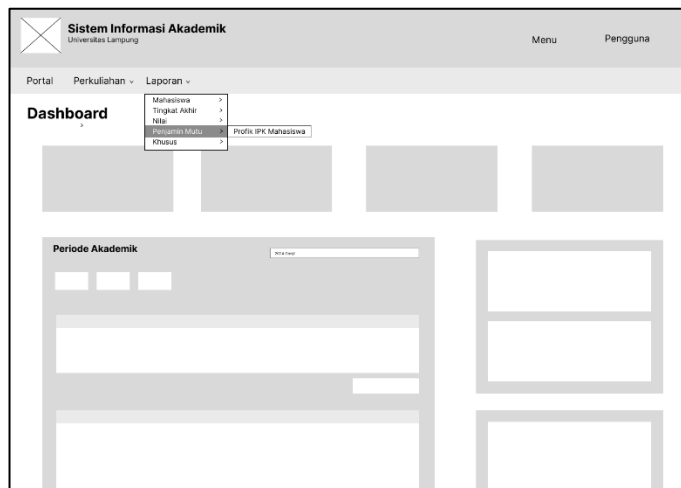 Sistem Informasi Akademik
Universitas Lampung
Menu
Pengguna
Portal
Perkuliahan
Laporan
Dashboard
Mahasiswa >
Tingkat Akhir >
Nilai >
Penjamin Mutu > Profik IPK Mahasiswa
Khusus >
Periode Akademik